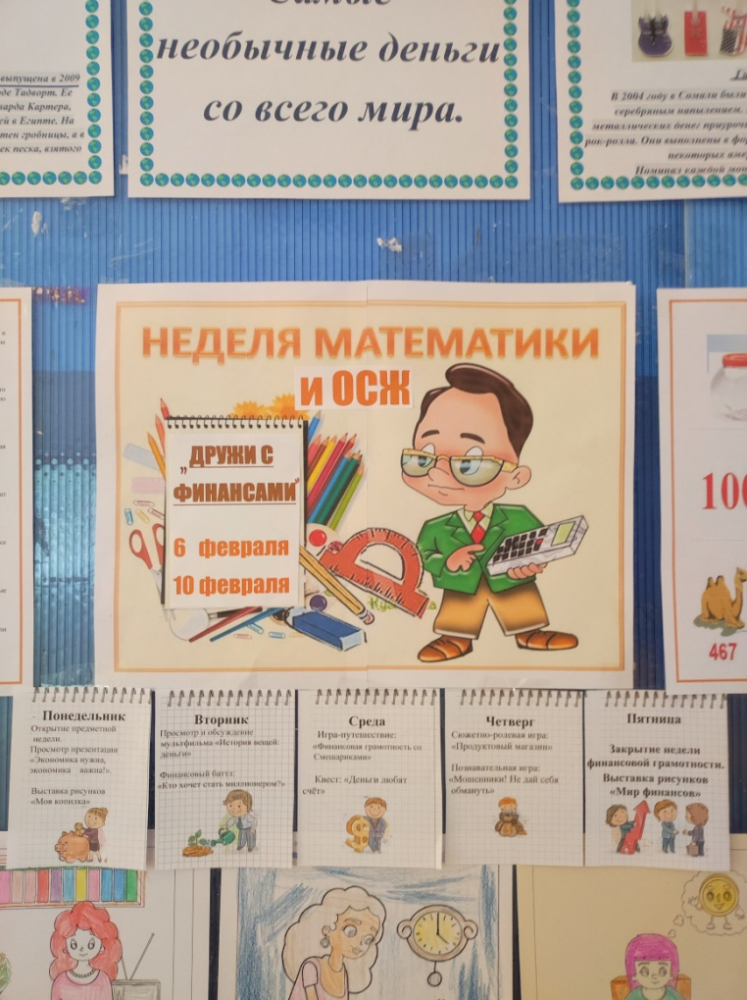 Самые
необычные деньги
со всего мира.
выпущена в 2009
оде Тадворт. Ее
варда Картера,
ей в Египте. На
тен гробницы, а в
ек песка, взятого
В 2004 году в Сомали были
серебряным напылением.
металлических денег приуроч
рок-ролла. Они выполнены в фор
некоторых аме
Номинал каждой мон
НЕДЕЛЯ МАТЕМАТИКИ
и ОСЖ
„ДРУЖИ С
ФИНАНСАМИ"
6 февраля
10 февраля
100
467
Понедельник
Открытие предметной
недели.
Просмотр презентации
«Экономика нужна,
экономика важна!».
Выставка рисунков
«Моя копилка»
Вторник
Просмотр и обсуждение
мультфильма «История вещей:
деньги»
Финансовый баттл:
«Кто хочет стать миллионером?»
Среда
Игра-путешествие:
«Финансовая грамотность со
Смешариками»
Квест: «Деньги любят
счёт»
Четверг
Сюжетно-ролевая игра:
«Продуктовый магазин»
Познавательная игра:
«Мошенники! Не дай себя
обмануть»
Пятница
Закрытие недели
финансовой грамотности.
Выставка рисунков
«Мир финансов»